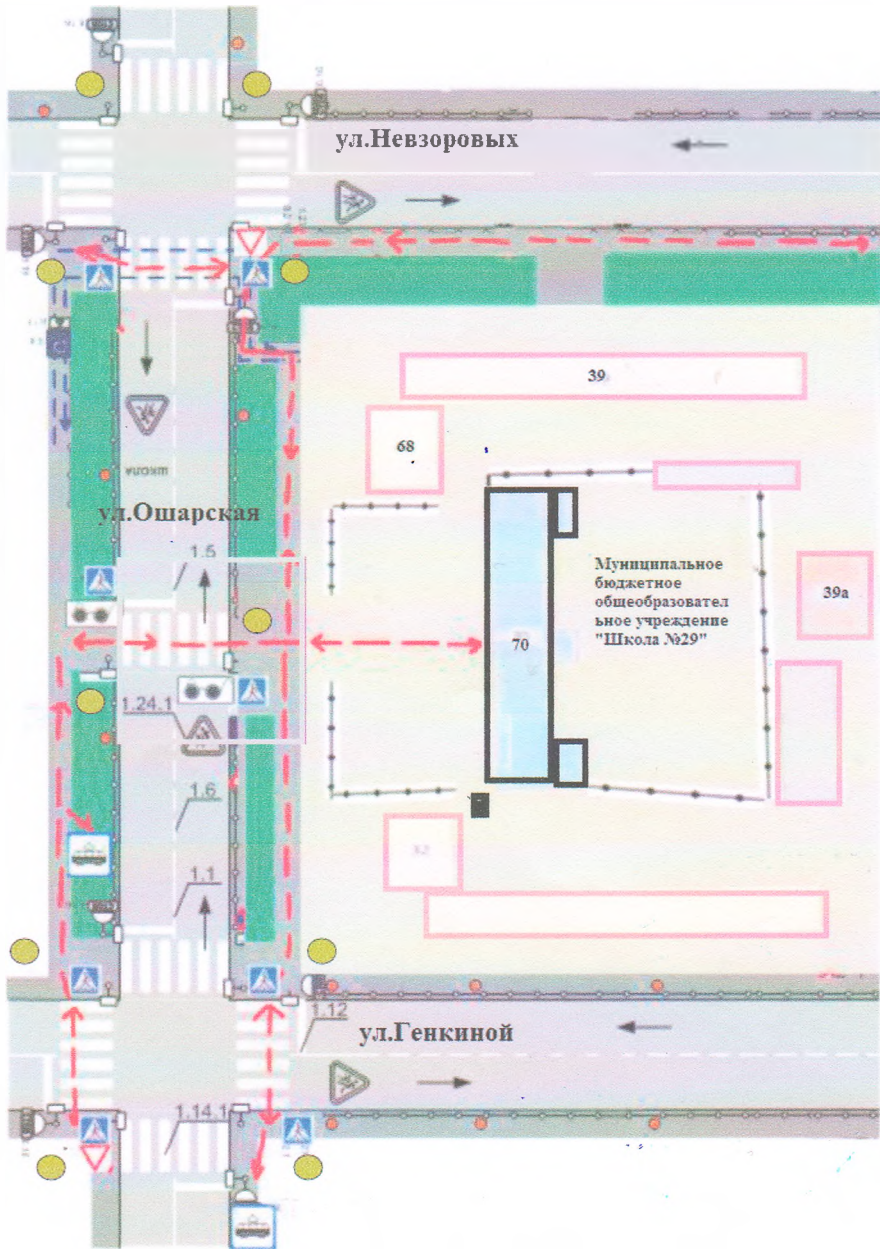 ул.Невзоровых
39
68
ШКОЛА
ул.Ошарская
1.5
Муниципальное
бюджетное
общеобразовател
ьное учреждение
"Школа №29"
39а
70
1.24.1
1.6
1.1
1.12
ул.Генкиной
1.14.1